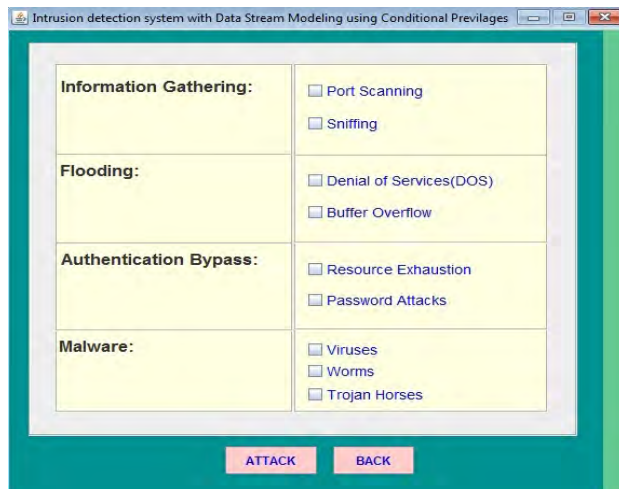 Intrusion detection system with Data Stream Modeling using Conditional Previlages
Information Gathering:
Port Scanning
Sniffing
Flooding:
Denial of Services(DOS)
Buffer Overflow
Authentication Bypass:
Resource Exhaustion
Password Attacks
Malware:
Viruses
Worms
Trojan Horses
ATTACK
BACK